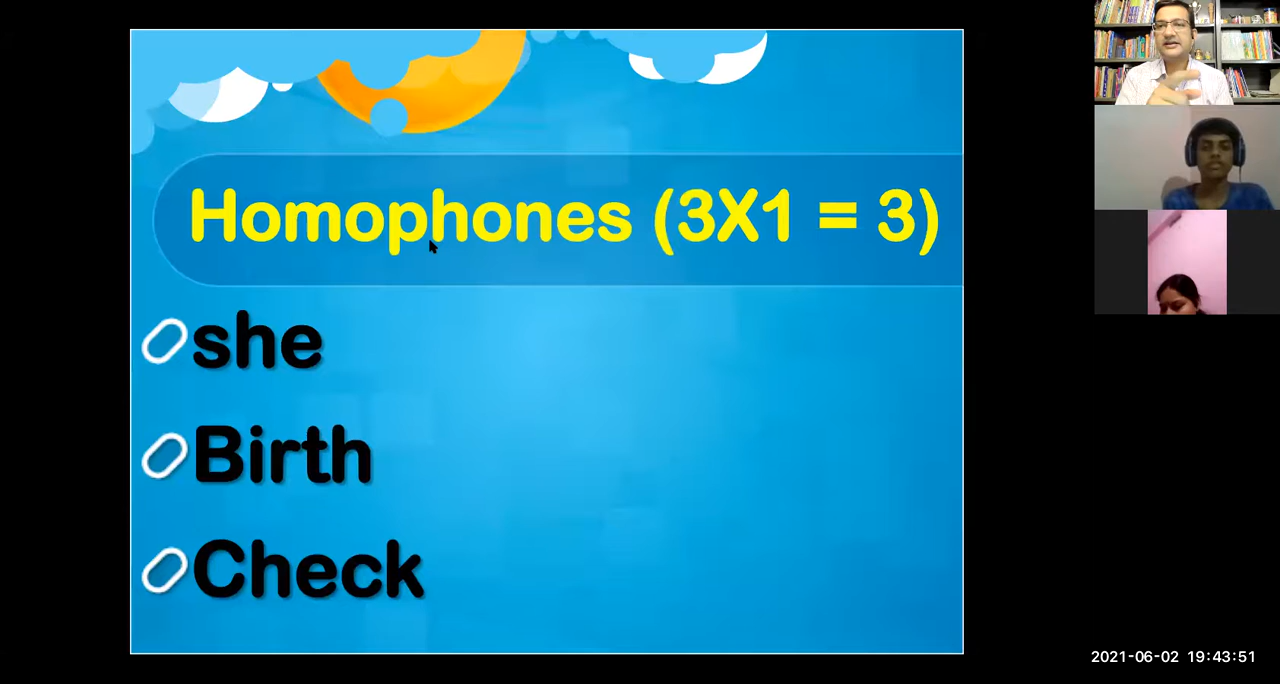 Homophones (3X1 = 3)
she
Birth
Check
2021-06-02 19:43:51